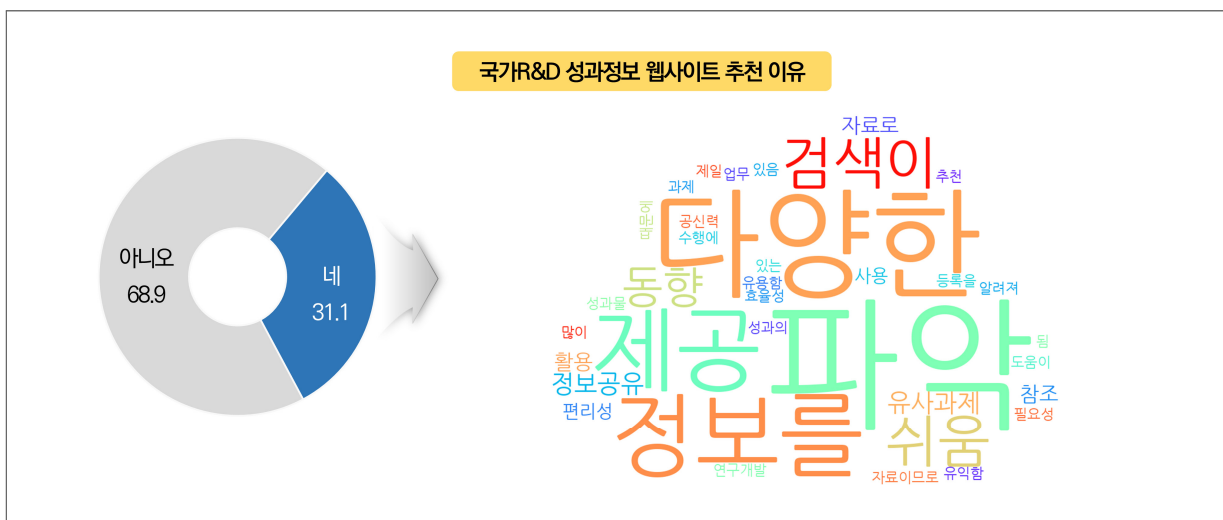 국가R&D 성과정보 웹사이트 추천 이유
아니오
68.9
네
31.1
자료로
검색이
제일
업무
있음
추천
과제
다양한
때문에
공신력
수행에
있는
유용함
효율성
사용
등록을
알려져
동향
성과물
많이
제공
성과의
파악
됨
도움이
활용
정보공유
편리성
정보를
유사과제
참조
필요성
쉬움
연구개발
자료이므로
유익함